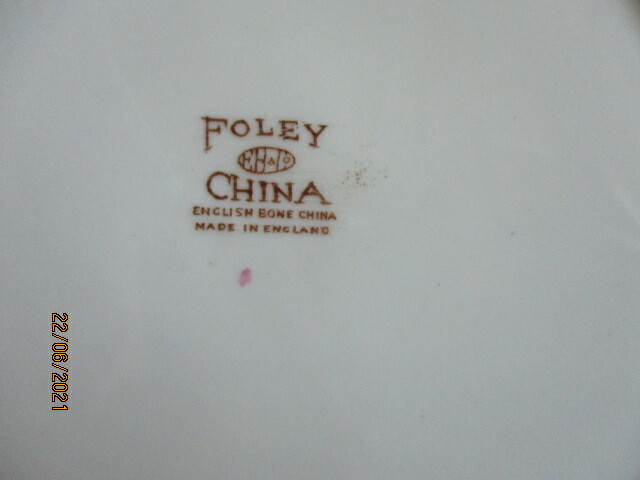 FOLEY
CHINA
ENGLISH BONE CHINA
MADE IN ENGLAND
22/06/2021